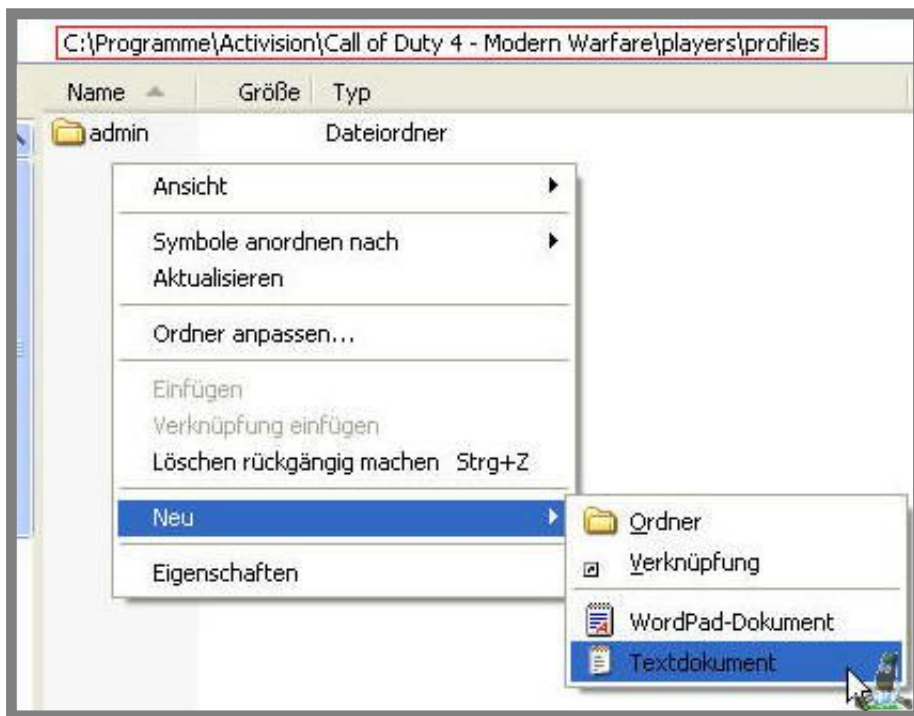 C:\Programme\Activision\Call of Duty 4 - Modern Warfare\players\profiles
Name Größe Typ
admin Dateiordner
Ansicht
Symbole anordnen nach
Aktualisieren
Ordner anpassen...
Einfügen
Verknüpfung einfügen
Löschen rückgängig machen Strg+Z
Neu
Eigenschaften
Ordner
Verknüpfung
WordPad-Dokument
Textdokument